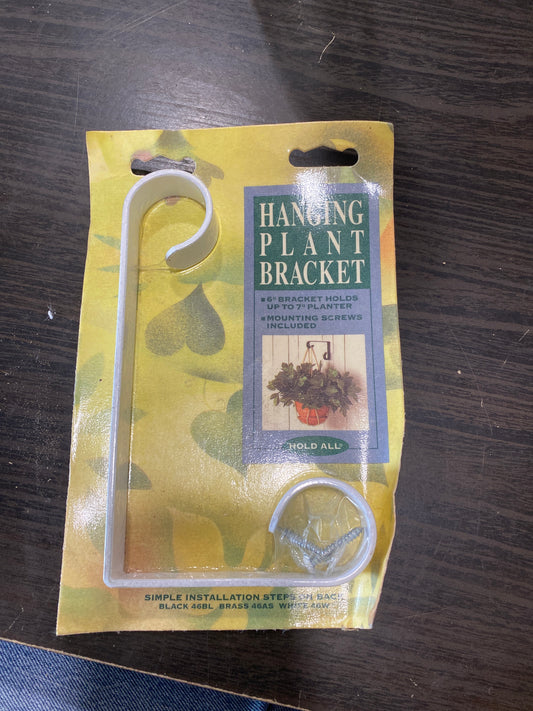 HANGING
PLANT
BRACKET
▪ 6" BRACKET HOLDS
UP TO 7" PLANTER
▪ MOUNTING SCREWS
INCLUDED
HOLD ALL®
SIMPLE INSTALLATION STEPS ON BACK
BLACK 46BL BRASS 46AS WHITE 46W